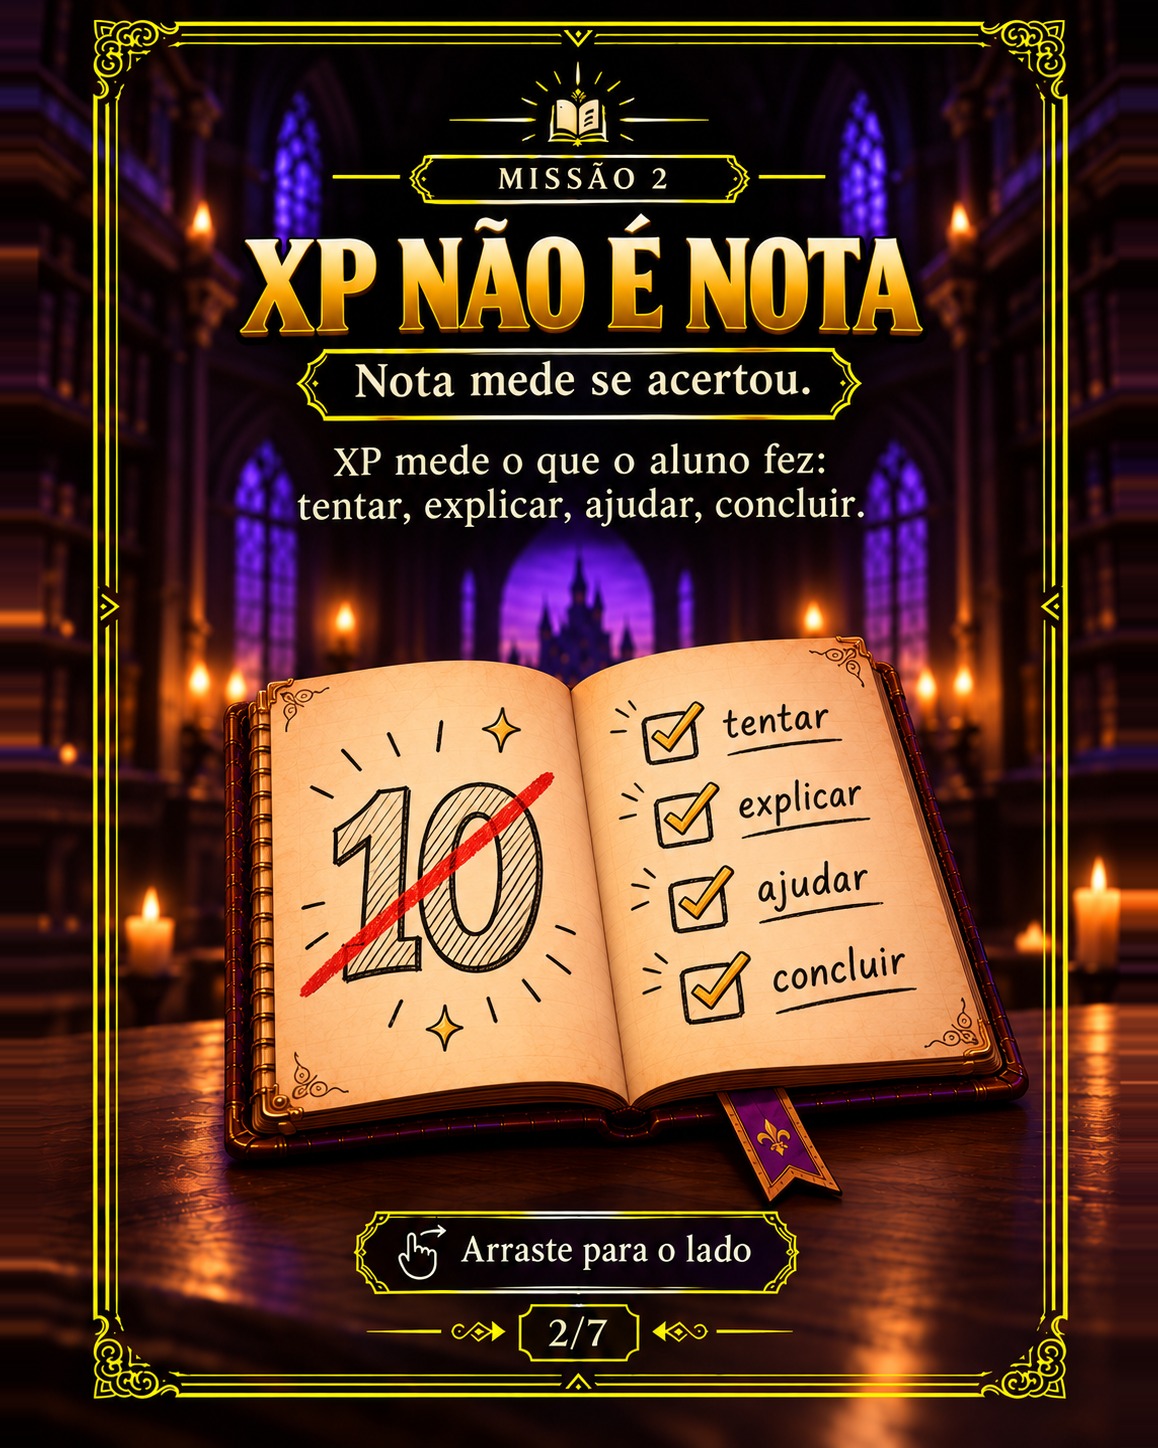 MISSÃO 2
XP NÃO É NOTA
Nota mede se acertou.
XP mede o que o aluno fez:
tentar, explicar, ajudar, concluir.
10
tentar
explicar
ajudar
concluir
Arraste para o lado
2/7